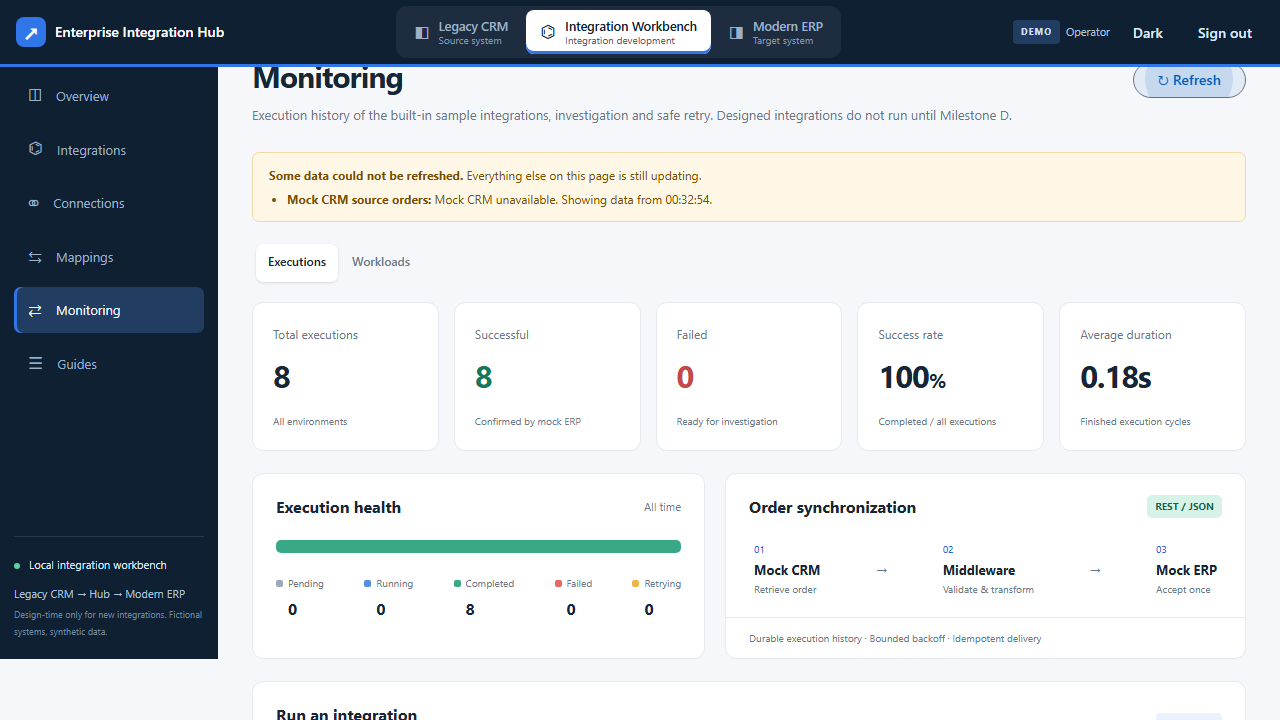 Enterprise Integration Hub
Legacy CRM
Source system
Integration Workbench
Integration development
Modern ERP
Target system
DEMO
Operator
Dark
Sign out
Overview
Integrations
Connections
Mappings
Monitoring
Guides
Local integration workbench
Legacy CRM → Hub → Modern ERP
Design-time only for new integrations. Fictional
systems, synthetic data.
Monitoring
↻ Refresh
Execution history of the built-in sample integrations, investigation and safe retry. Designed integrations do not run until Milestone D.
Some data could not be refreshed. Everything else on this page is still updating.
• Mock CRM source orders: Mock CRM unavailable. Showing data from 00:32:54.
Executions
Workloads
Total executions
8
All environments
Successful
8
Confirmed by mock ERP
Failed
0
Ready for investigation
Success rate
100%
Completed / all executions
Average duration
0.18s
Finished execution cycles
Execution health
All time
Pending
0
Running
0
Completed
8
Failed
0
Retrying
0
Order synchronization
REST / JSON
01
Mock CRM
Retrieve order
→
02
Middleware
Validate & transform
→
03
Mock ERP
Accept once
Durable execution history · Bounded backoff · Idempotent delivery
Run an integration